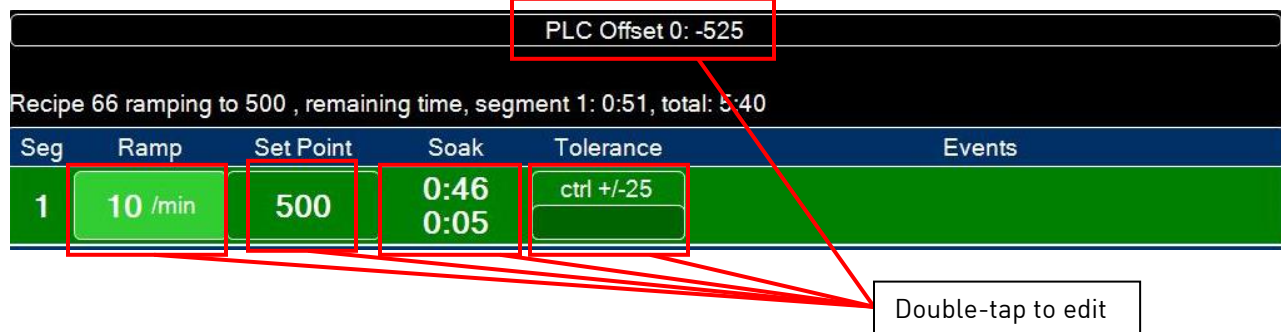 PLC Offset 0: -525
Recipe 66 ramping to 500 , remaining time, segment 1: 0:51, total: 5:40
Seg Ramp Set Point Soak Tolerance Events
1 10 /min 500 0:46 ctrl +/-25
0:05
Double-tap to edit